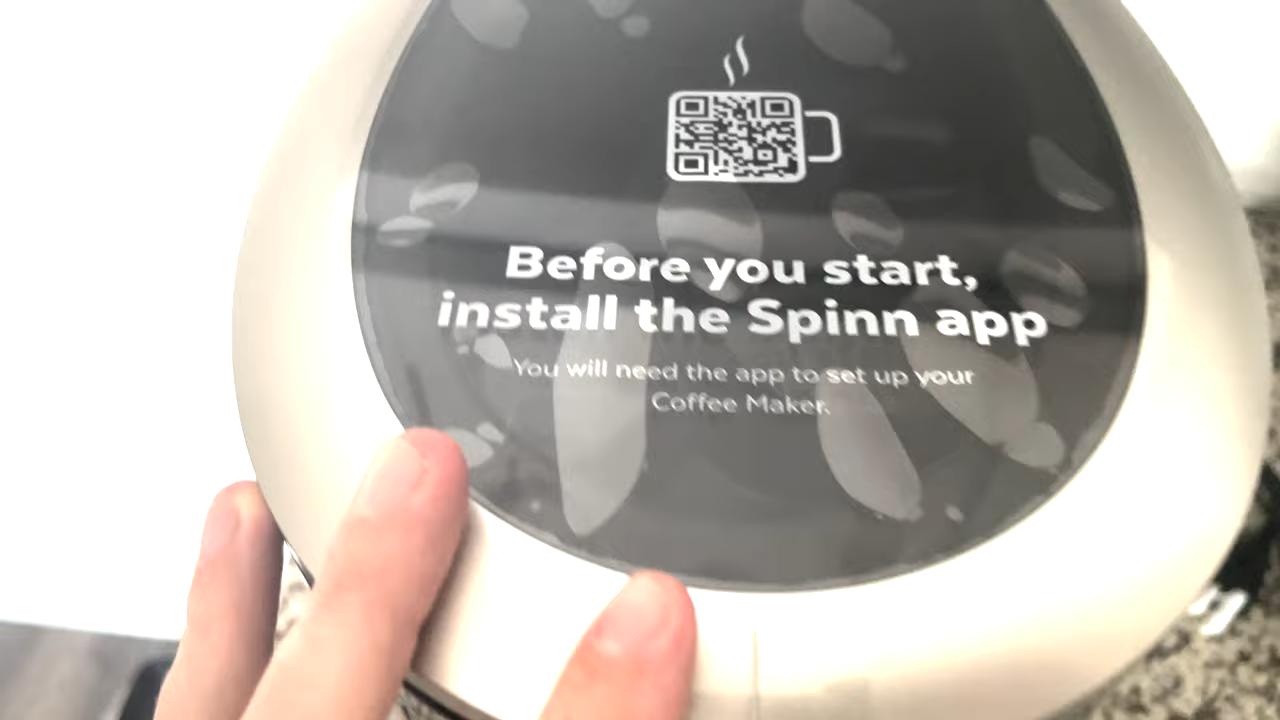 Before you start,
install the Spinn app
You will need the app to set up your
Coffee Maker.